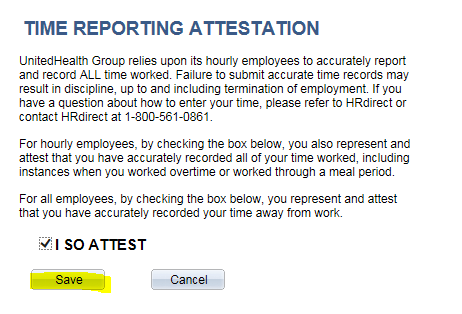 TIME REPORTING ATTESTATION
UnitedHealth Group relies upon its hourly employees to accurately report
and record ALL time worked. Failure to submit accurate time records may
result in discipline, up to and including termination of employment. If you
have a question about how to enter your time, please refer to HRdirect or
contact HRdirect at 1-800-561-0861.
For hourly employees, by checking the box below, you also represent and
attest that you have accurately recorded all of your time worked, including
instances when you worked overtime or worked through a meal period.
For all employees, by checking the box below, you represent and attest
that you have accurately recorded your time away from work.
I SO ATTEST
Save Cancel